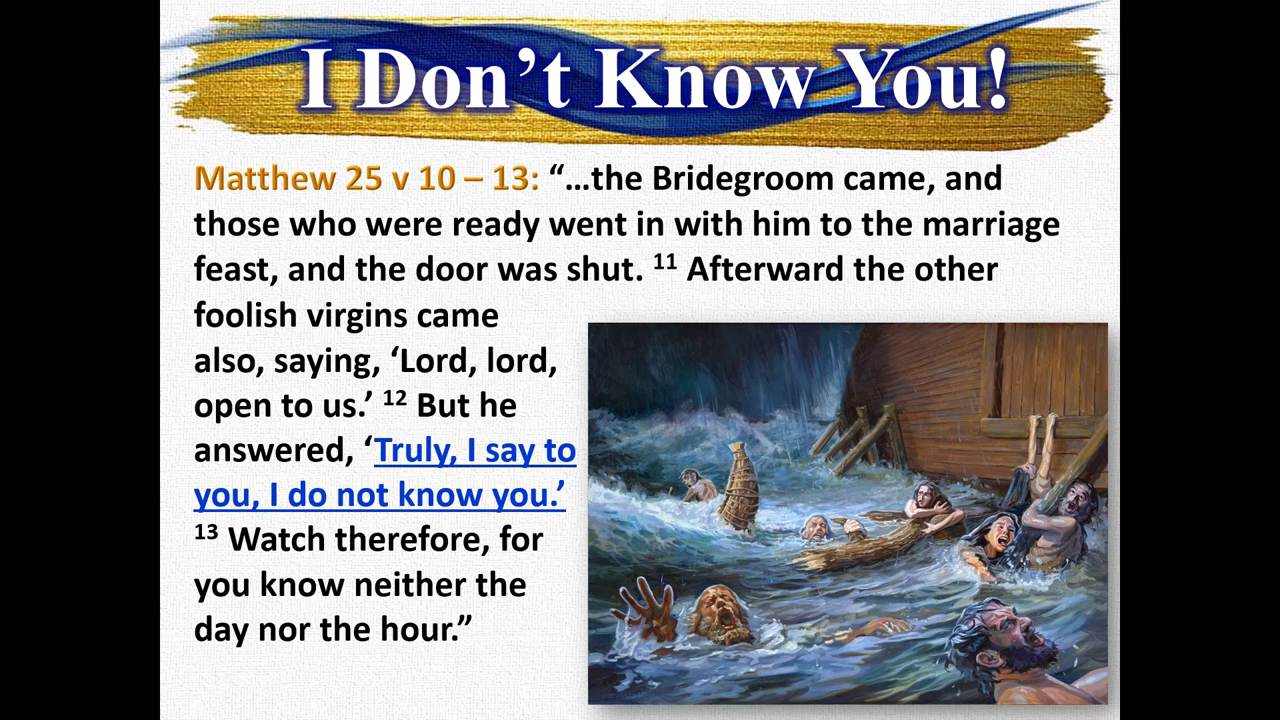 I Don’t Know You!
Matthew 25 v 10 – 13: “…the Bridegroom came, and
those who were ready went in with him to the marriage
feast, and the door was shut. ¹¹ Afterward the other
foolish virgins came
also, saying, ‘Lord, lord,
open to us.’ ¹² But he
answered, ‘Truly, I say to
you, I do not know you.’
¹³ Watch therefore, for
you know neither the
day nor the hour.”